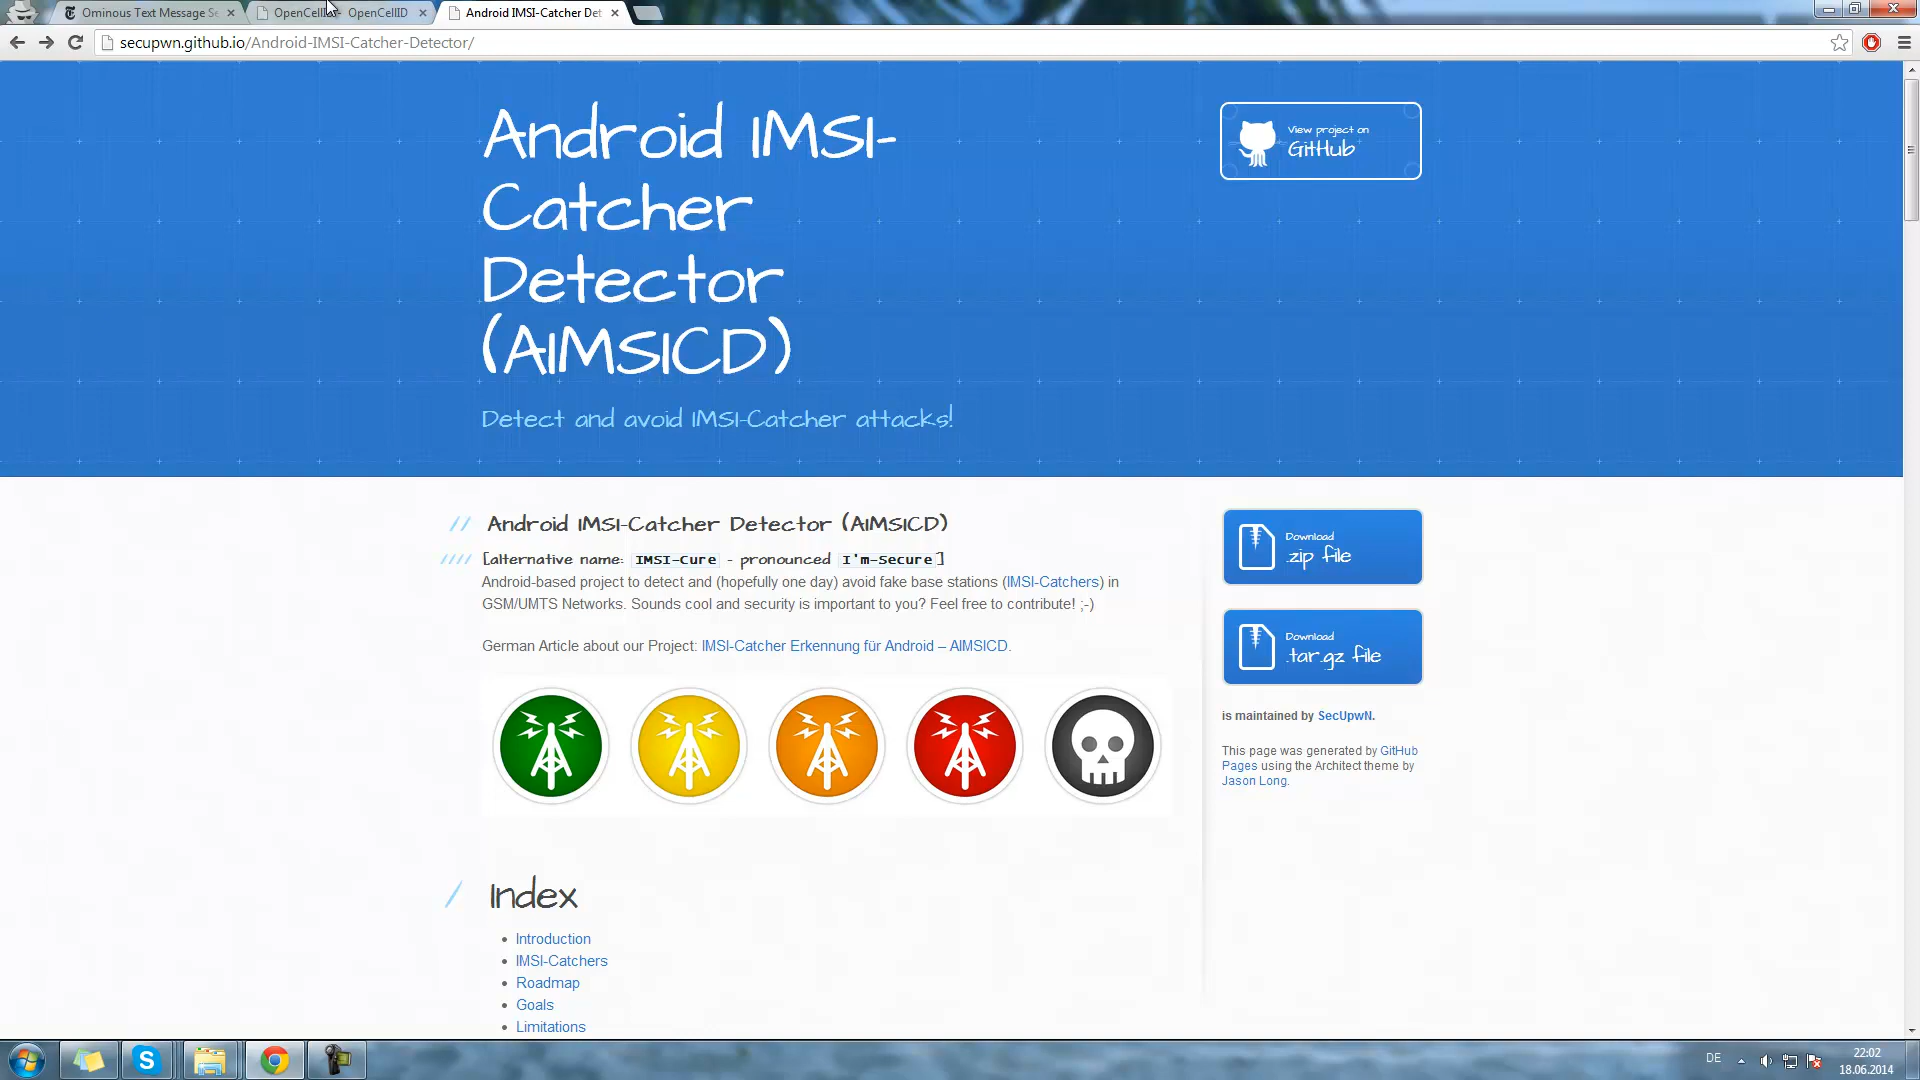 Ominous Text Message Se
OpenCellID - OpenCellID
Android IMSI-Catcher Det
secupwn.github.io/Android-IMSI-Catcher-Detector/
Android IMSI-
Catcher
Detector
(AIMSICD)
Detect and avoid IMSI-Catcher attacks!
View project on
GitHub
// Android IMSI-Catcher Detector (AIMSICD)
//// [alternative name: IMSI-Cure - pronounced I'm-Secure]
Android-based project to detect and (hopefully one day) avoid fake base stations (IMSI-Catchers) in
GSM/UMTS Networks. Sounds cool and security is important to you? Feel free to contribute! ;-)
German Article about our Project: IMSI-Catcher Erkennung für Android – AIMSICD.
/ Index
• Introduction
• IMSI-Catchers
• Roadmap
• Goals
• Limitations
Download
.zip file
Download
.tar.gz file
is maintained by SecUpwN.
This page was generated by GitHub
Pages using the Architect theme by
Jason Long.
DE
22:02
18.06.2014